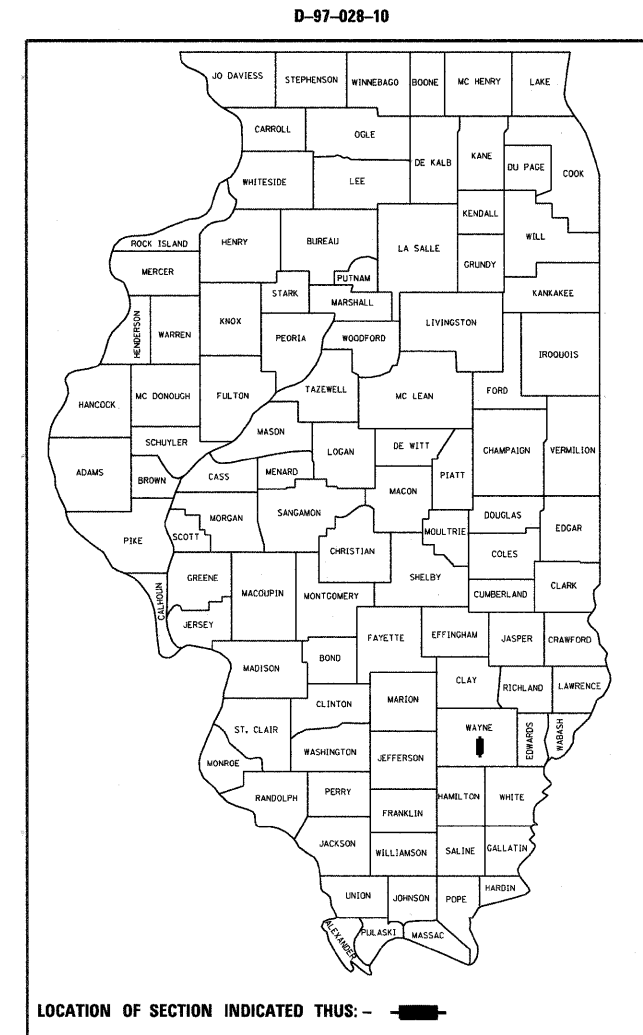 D-97-028-10
JO DAVIESS
STEPHENSON
WINNEBAGO
BOONE
MC HENRY
LAKE
CARROLL
OGLE
DE KALB
KANE
DU PAGE
COOK
WHITESIDE
LEE
KENDALL
WILL
ROCK ISLAND
HENRY
BUREAU
LA SALLE
GRUNDY
MERCER
PUTNAM
STARK
MARSHALL
KANKAKEE
HENDERSON
WARREN
KNOX
PEORIA
WOODFORD
LIVINGSTON
IROQUOIS
HANCOCK
MC DONOUGH
FULTON
TAZEWELL
MC LEAN
FORD
SCHUYLER
MASON
LOGAN
DE WITT
CHAMPAIGN
VERMILION
ADAMS
BROWN
CASS
MENARD
MACON
PIATT
PIKE
SCOTT
MORGAN
SANGAMON
CHRISTIAN
MOULTRIE
DOUGLAS
EDGAR
COLES
CALHOUN
GREENE
MACOUPIN
MONTGOMERY
SHELBY
CUMBERLAND
CLARK
JERSEY
FAYETTE
EFFINGHAM
JASPER
CRAWFORD
MADISON
BOND
CLAY
RICHLAND
LAWRENCE
CLINTON
MARION
ST. CLAIR
WAYNE
EDWARDS
WABASH
WASHINGTON
JEFFERSON
MONROE
RANDOLPH
PERRY
HAMILTON
WHITE
FRANKLIN
JACKSON
WILLIAMSON
SALINE
GALLATIN
UNION
JOHNSON
POPE
HARDIN
ALEXANDER
PULASKI
MASSAC
LOCATION OF SECTION INDICATED THUS: -